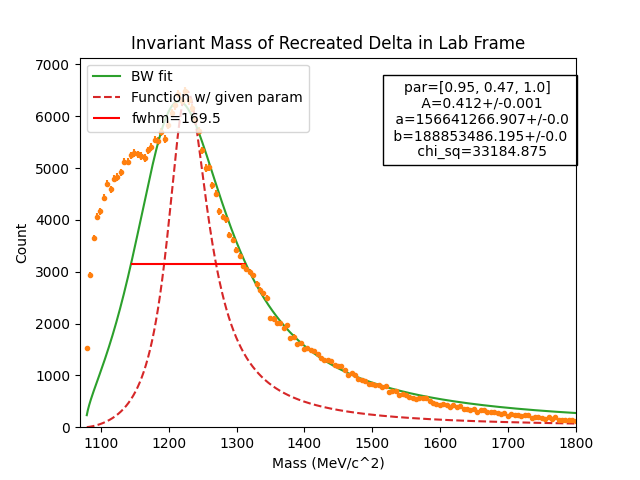 Invariant Mass of Recreated Delta in Lab Frame
BW fit
Function w/ given param
fwhm=169.5
par=[0.95, 0.47, 1.0]
A=0.412+/-0.001
a=156641266.907+/-0.0
b=188853486.195+/-0.0
chi_sq=33184.875
Count
7000
6000
5000
4000
3000
2000
1000
0
1100 1200 1300 1400 1500 1600 1700 1800
Mass (MeV/c^2)